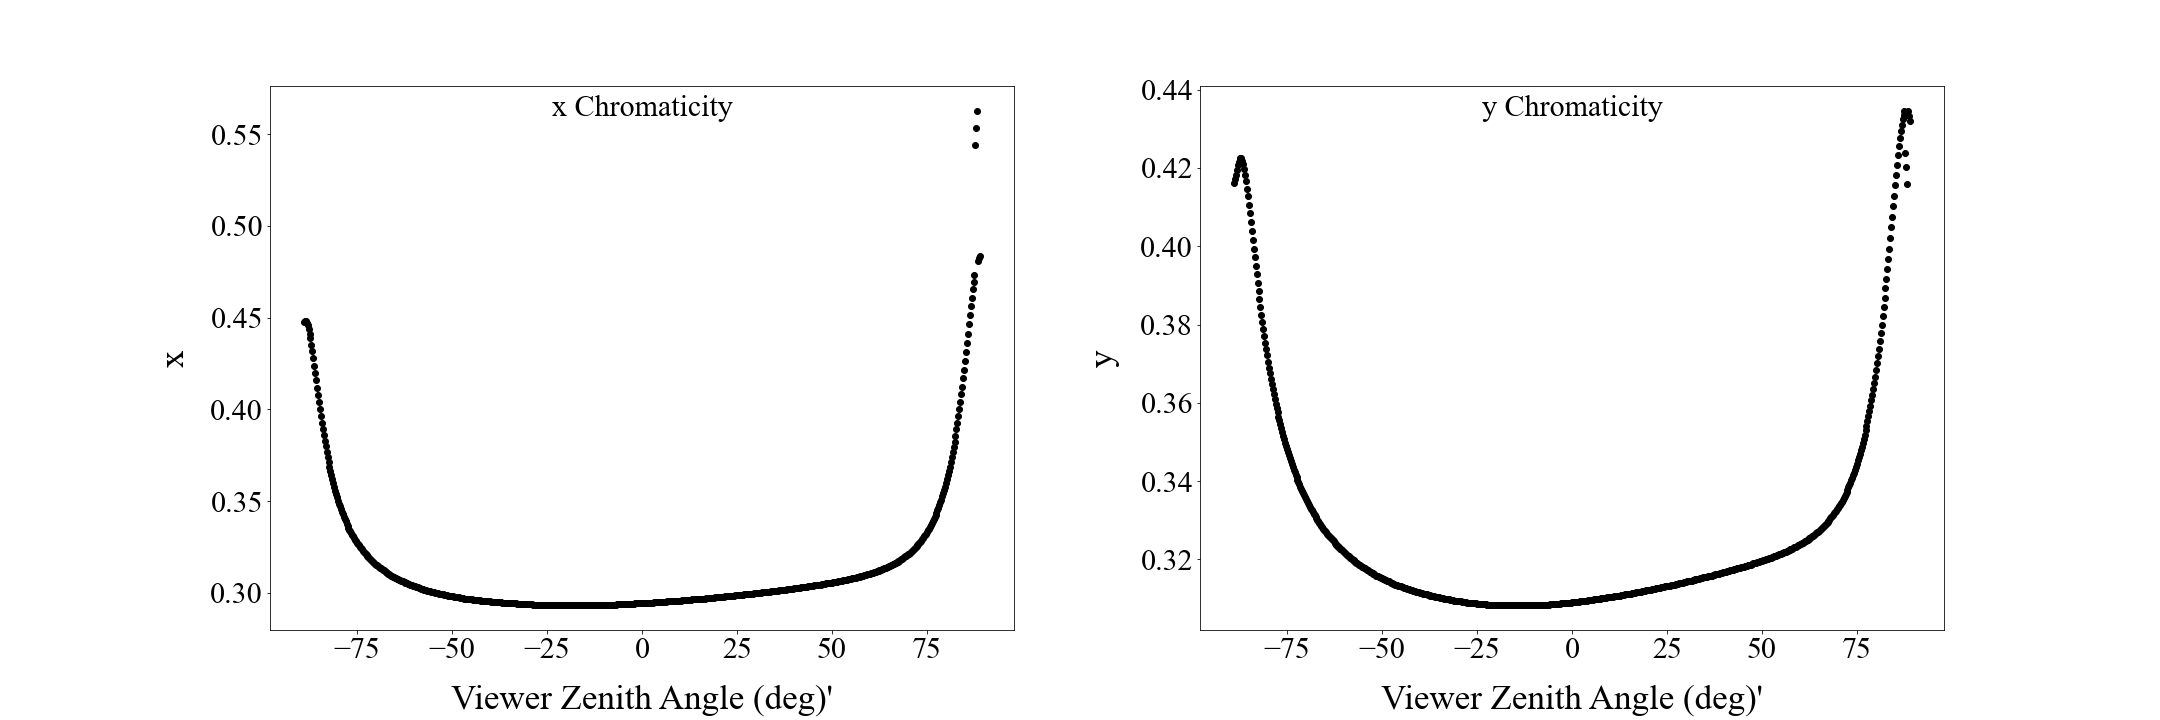 x Chromaticity
0.55
0.50
0.45
0.40
0.35
0.30
x
−75 −50 −25 0 25 50 75
Viewer Zenith Angle (deg)'
y Chromaticity
0.44
0.42
0.40
0.38
0.36
0.34
0.32
y
−75 −50 −25 0 25 50 75
Viewer Zenith Angle (deg)'